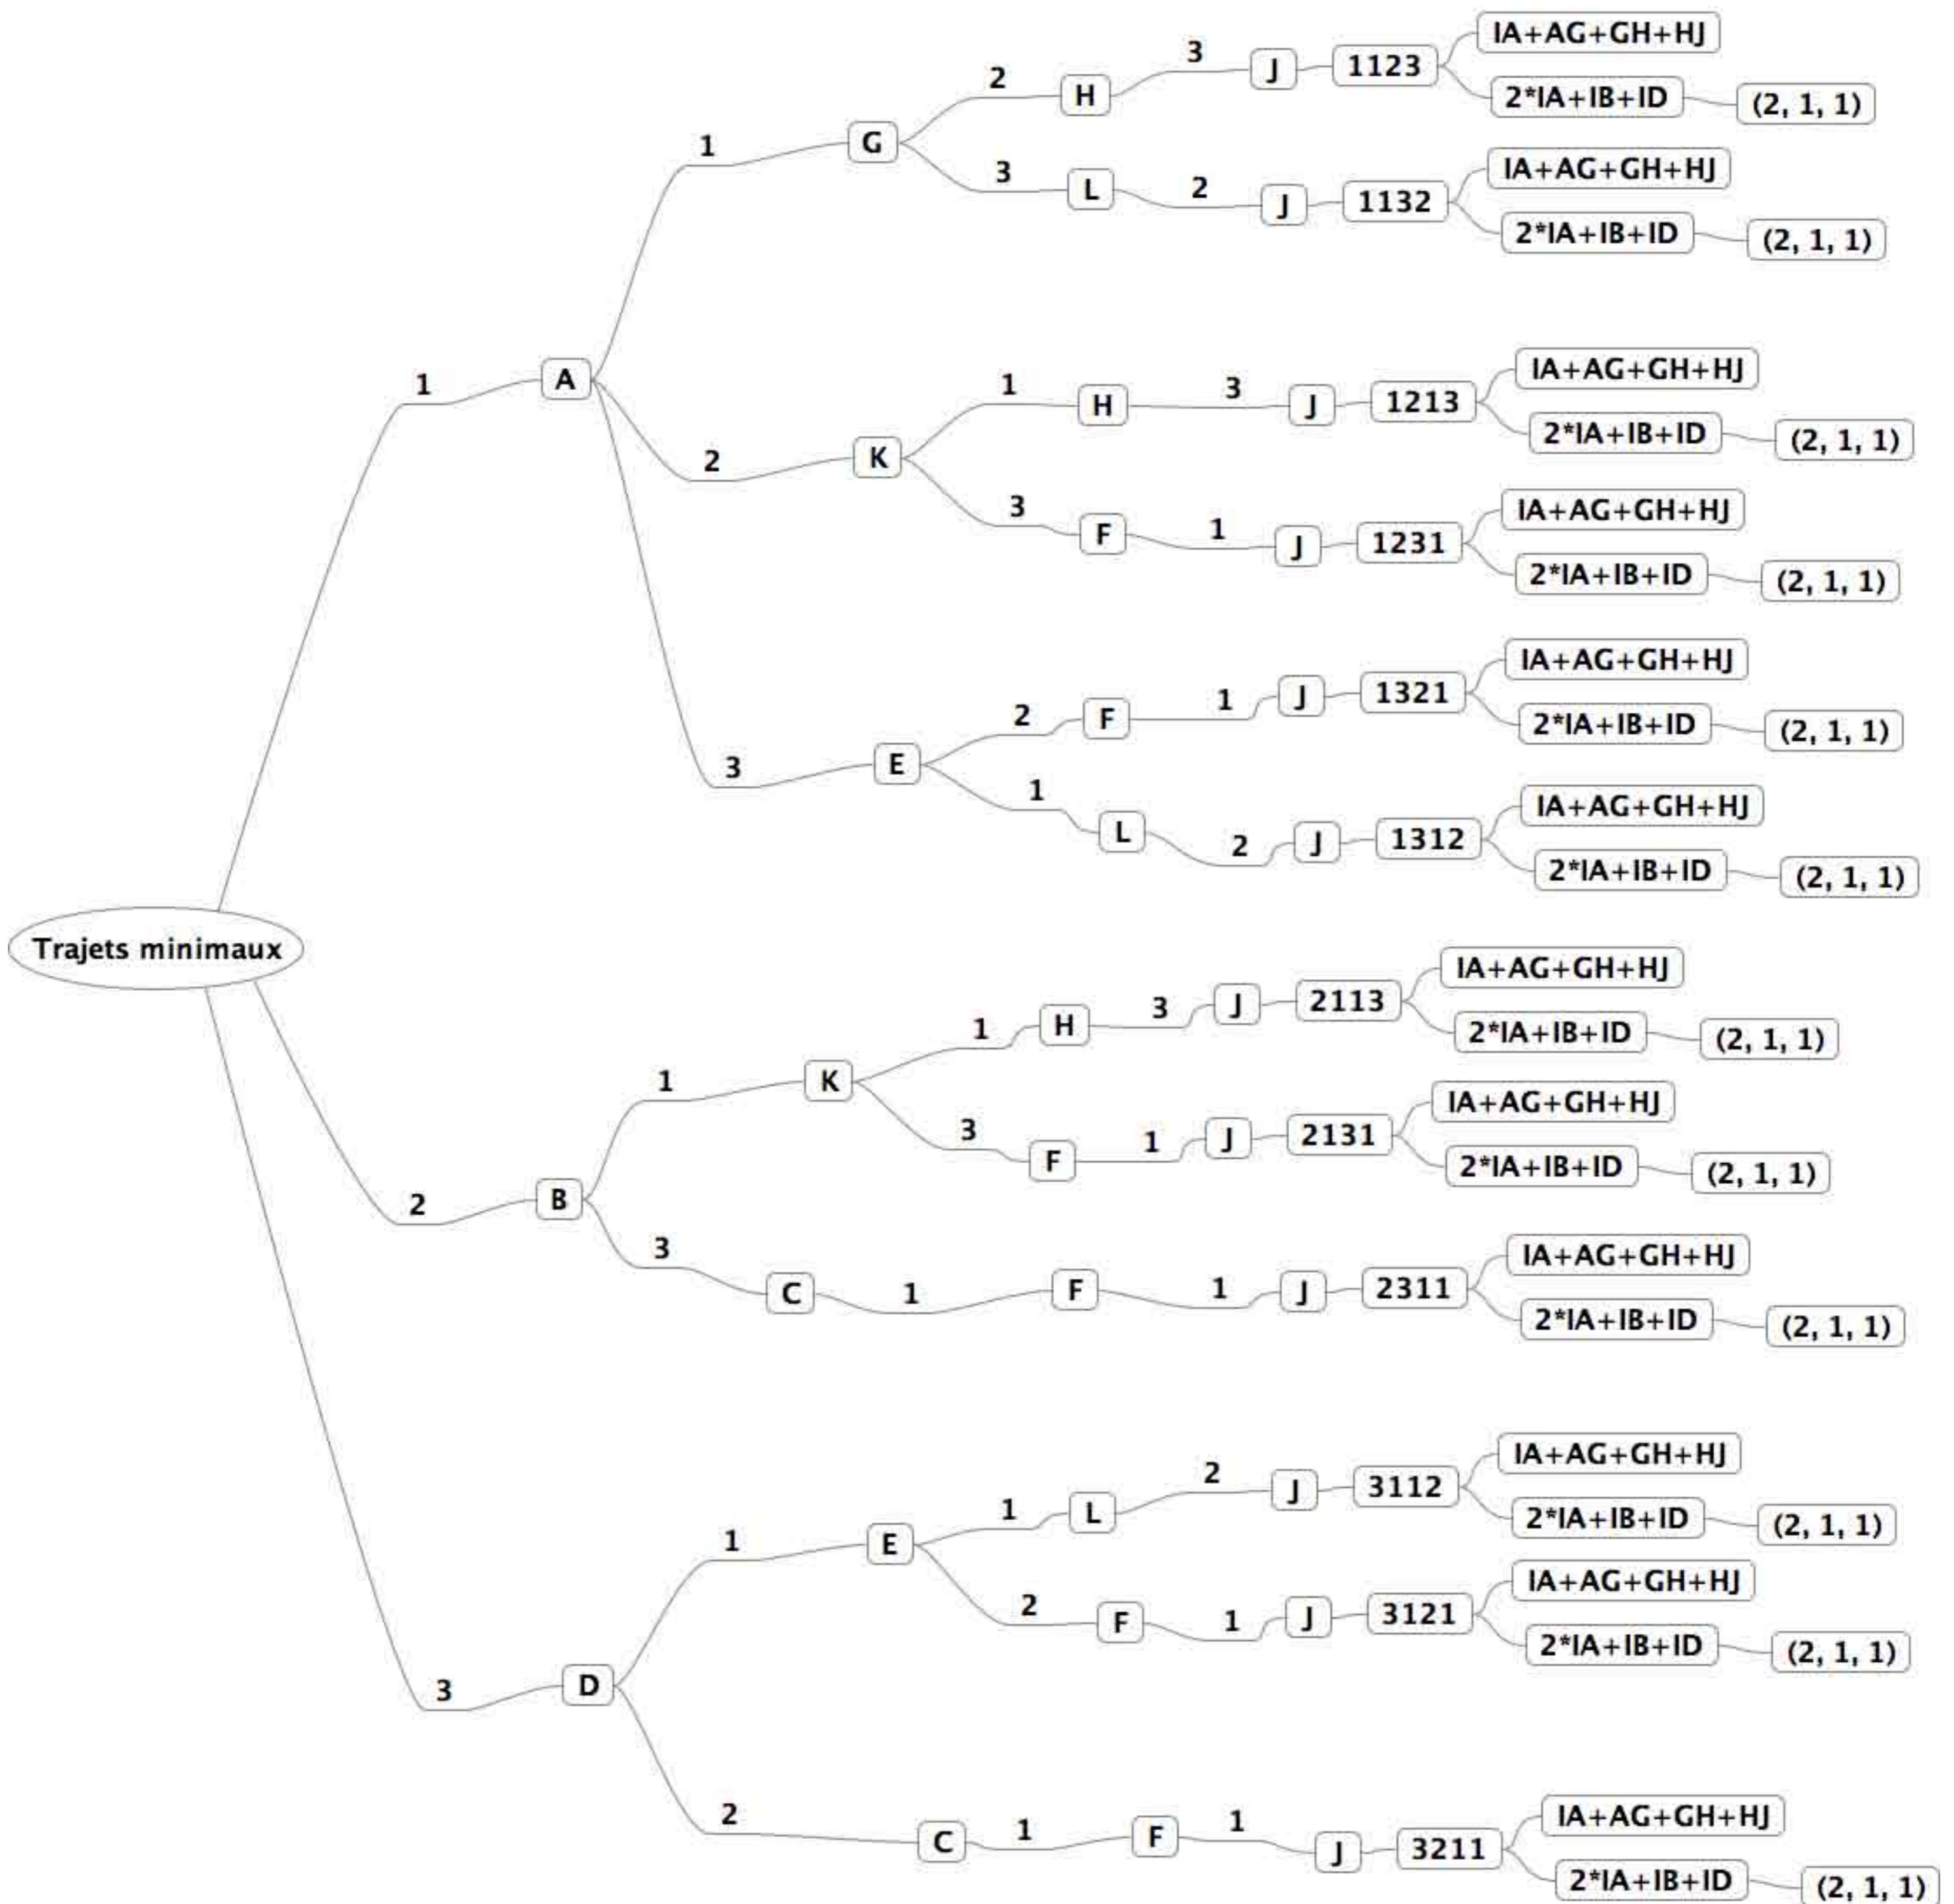 Trajets minimaux
1
A
1
G
2
H
3
J
1123
IA+AG+GH+HJ
2*IA+IB+ID
(2, 1, 1)
3
L
2
J
1132
IA+AG+GH+HJ
2*IA+IB+ID
(2, 1, 1)
2
K
1
H
3
J
1213
IA+AG+GH+HJ
2*IA+IB+ID
(2, 1, 1)
3
F
1
J
1231
IA+AG+GH+HJ
2*IA+IB+ID
(2, 1, 1)
3
E
2
F
1
J
1321
IA+AG+GH+HJ
2*IA+IB+ID
(2, 1, 1)
1
L
2
J
1312
IA+AG+GH+HJ
2*IA+IB+ID
(2, 1, 1)
2
B
1
K
1
H
3
J
2113
IA+AG+GH+HJ
2*IA+IB+ID
(2, 1, 1)
3
F
1
J
2131
IA+AG+GH+HJ
2*IA+IB+ID
(2, 1, 1)
3
C
1
F
1
J
2311
IA+AG+GH+HJ
2*IA+IB+ID
(2, 1, 1)
3
D
1
E
1
L
2
J
3112
IA+AG+GH+HJ
2*IA+IB+ID
(2, 1, 1)
2
F
1
J
3121
IA+AG+GH+HJ
2*IA+IB+ID
(2, 1, 1)
2
C
1
F
1
J
3211
IA+AG+GH+HJ
2*IA+IB+ID
(2, 1, 1)